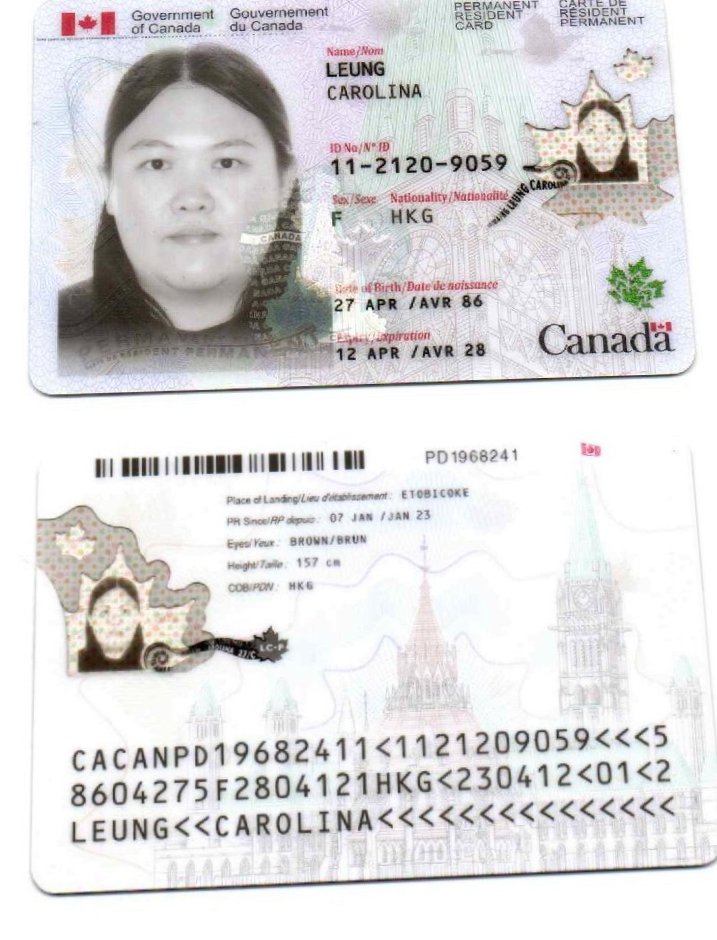 Government of Canada
Gouvernement du Canada
PERMANENT RESIDENT CARD
CARTE DE RÉSIDENT PERMANENT
Name/Nom
LEUNG
CAROLINA
ID No/Nº ID
11-2120-9059
Sex/Sexe Nationality/Nationalité
F HKG
LEUNG CAROLIN
CANADA
Date of Birth/Date de naissance
27 APR /AVR 86
Expiry/Expiration
12 APR /AVR 28
Canada
PD1968241
Place of Landing/Lieu d'établissement: ETOBICOKE
PR Since/RP depuis: 07 JAN /JAN 23
Eyes/Yeux: BROWN/BRUN
Height/Taille: 157 cm
COB/PDN: HKG
CACANPD19682411<1121209059<<<5
8604275F2804121HKG<230412<01<2
LEUNG<<CAROLINA<<<<<<<<<<<<<<<